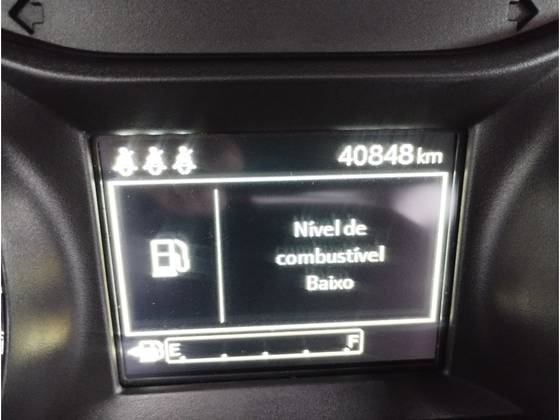 40848 km
Nível de
combustível
Baixo
E F